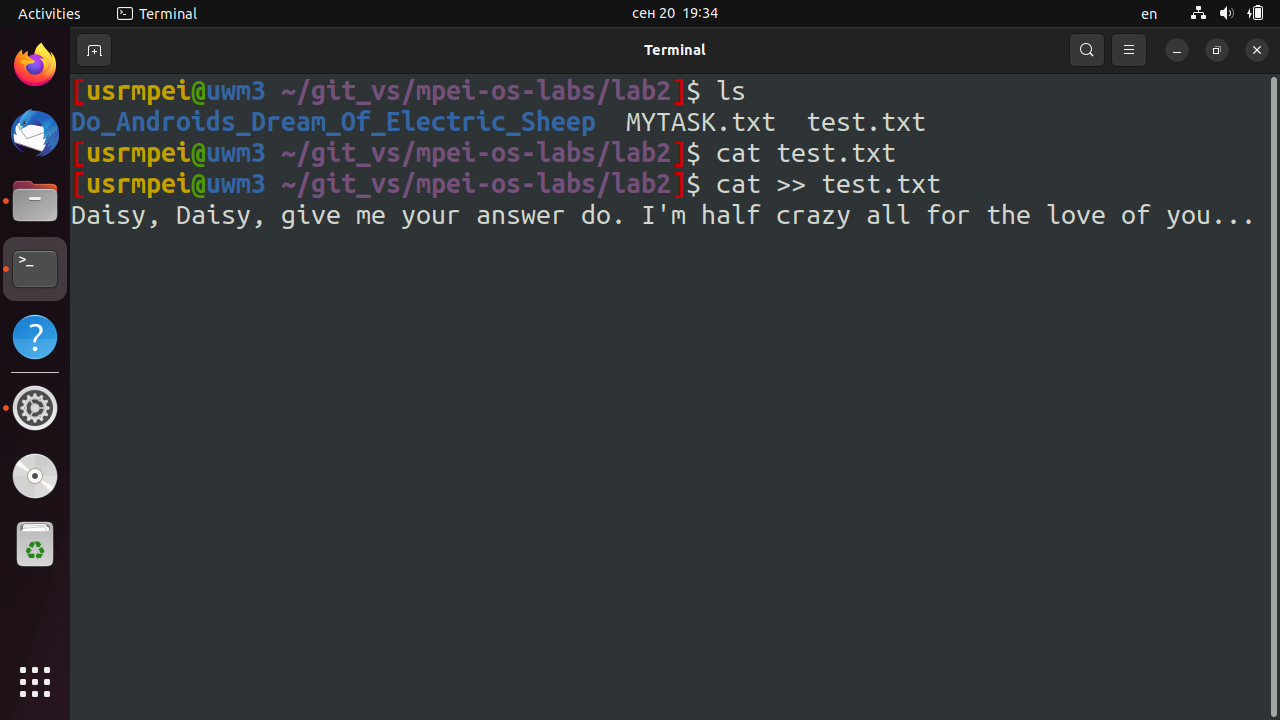 Activities Terminal сен 20 19:34 en
Terminal
[usrmpei@uwm3 ~/git_vs/mpei-os-labs/lab2]$ ls
Do_Androids_Dream_Of_Electric_Sheep MYTASK.txt test.txt
[usrmpei@uwm3 ~/git_vs/mpei-os-labs/lab2]$ cat test.txt
[usrmpei@uwm3 ~/git_vs/mpei-os-labs/lab2]$ cat >> test.txt
Daisy, Daisy, give me your answer do. I'm half crazy all for the love of you...